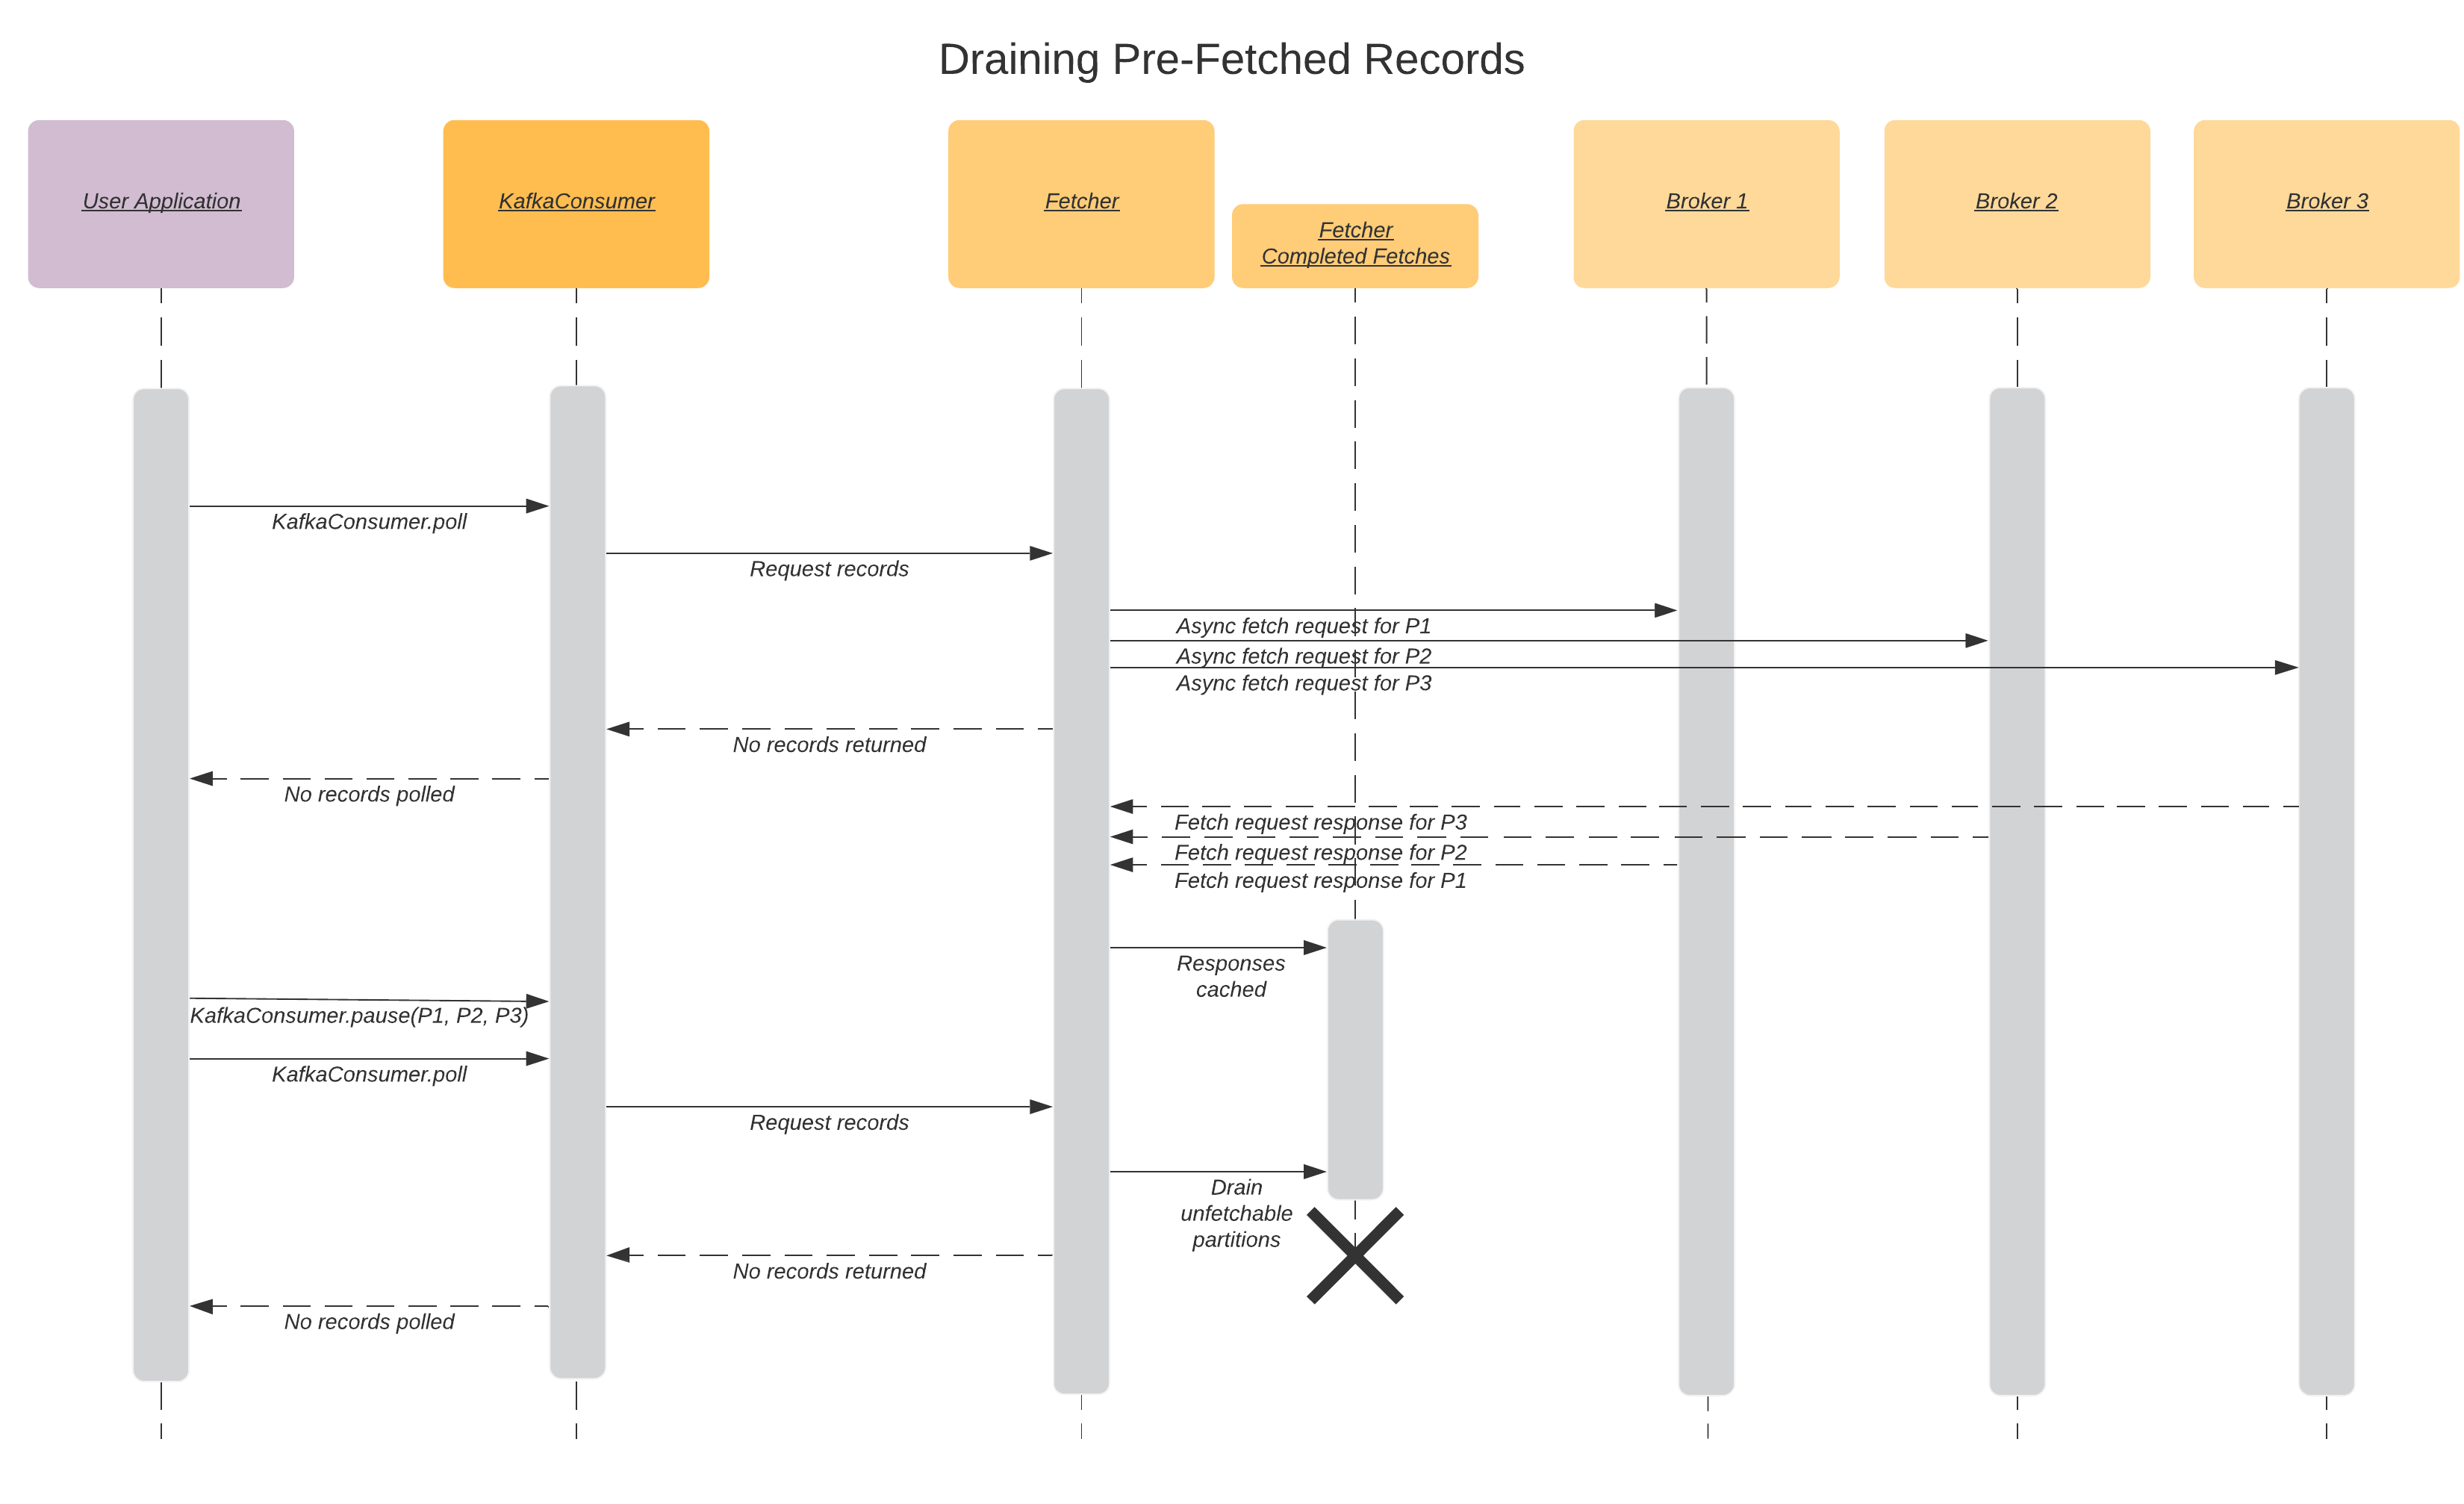 Draining Pre-Fetched Records
User Application
KafkaConsumer
Fetcher
Fetcher
Completed Fetches
Broker 1
Broker 2
Broker 3
KafkaConsumer.poll
Request records
Async fetch request for P1
Async fetch request for P2
Async fetch request for P3
No records returned
No records polled
Fetch request response for P3
Fetch request response for P2
Fetch request response for P1
Responses
cached
KafkaConsumer.pause(P1, P2, P3)
KafkaConsumer.poll
Request records
Drain
unfetchable
partitions
No records returned
No records polled